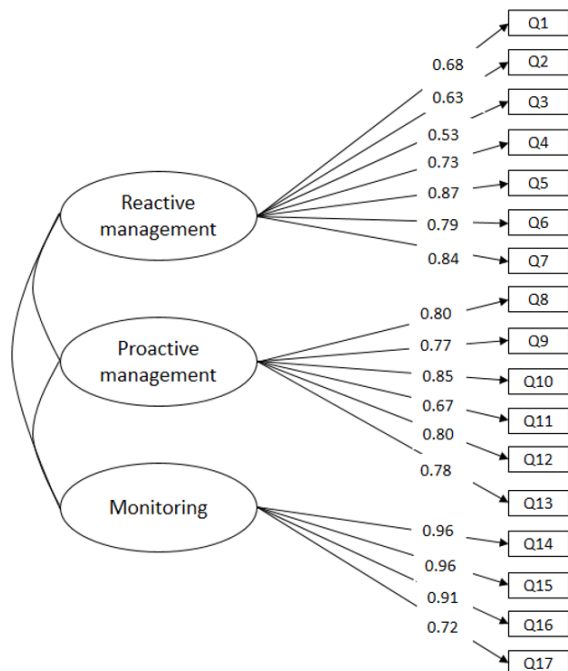 Q1
0.68
Q2
0.63
Q3
0.53
Q4
0.73
Q5
0.87
Q6
0.79
Q7
0.84
Reactive
management
Q8
0.80
Q9
0.77
Q10
0.85
Q11
0.67
Q12
0.80
Q13
0.78
Proactive
management
Q14
0.96
Q15
0.96
Q16
0.91
Q17
0.72
Monitoring